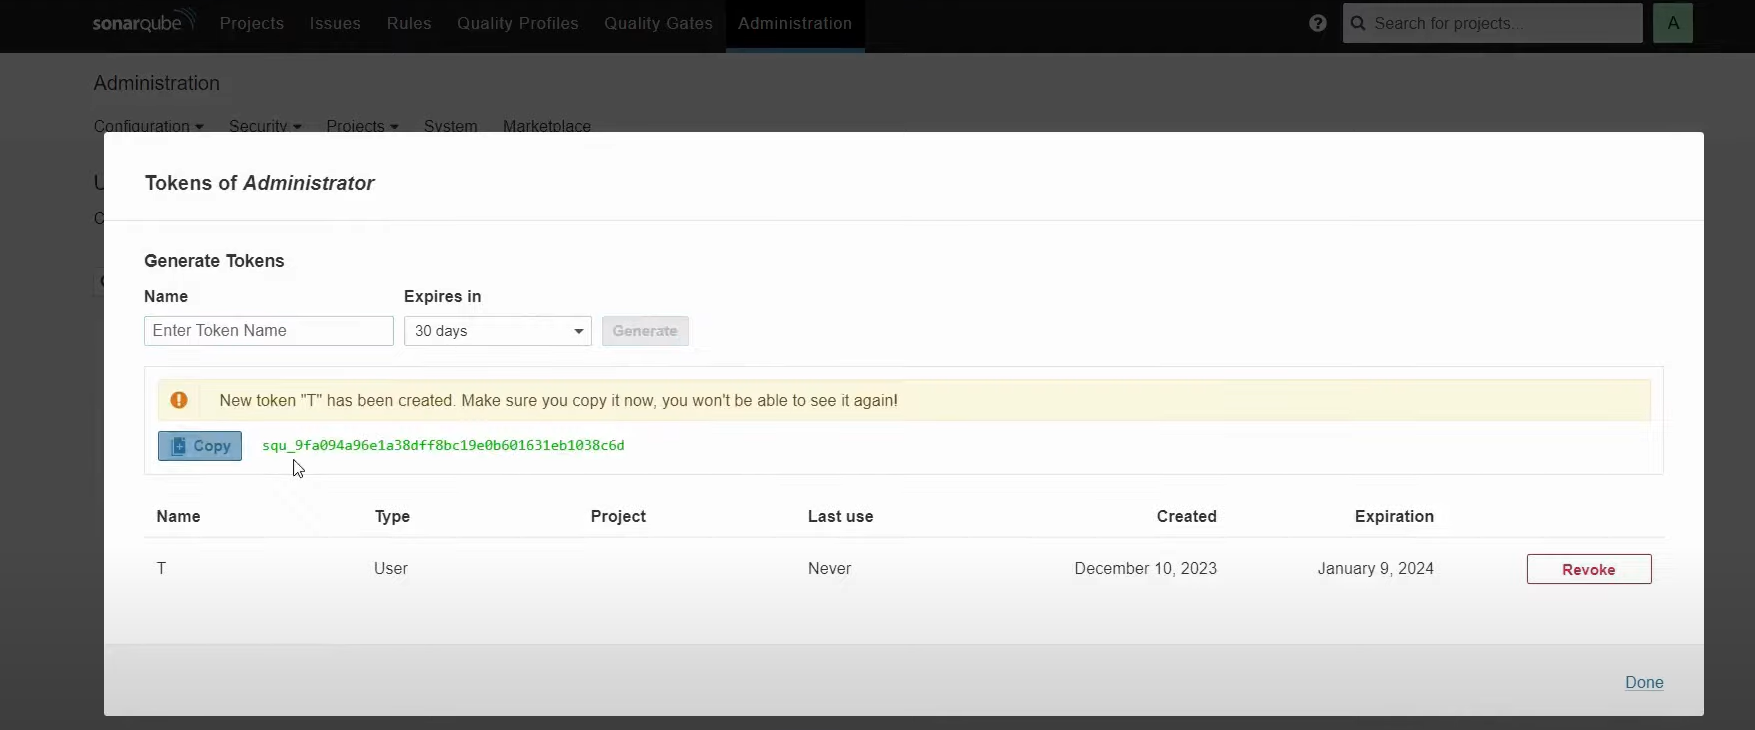 sonarqube Projects Issues Rules Quality Profiles Quality Gates Administration ? Search for projects... A
Administration
Configuration Security Projects System Marketplace
Tokens of Administrator
Generate Tokens
Name Expires in
Enter Token Name 30 days Generate
New token "T" has been created. Make sure you copy it now, you won't be able to see it again!
Copy squ_9fa094a96e1a38dff8bc19e0b601631eb1038c6d
Name Type Project Last use Created Expiration
T User Never December 10, 2023 January 9, 2024 Revoke
Done